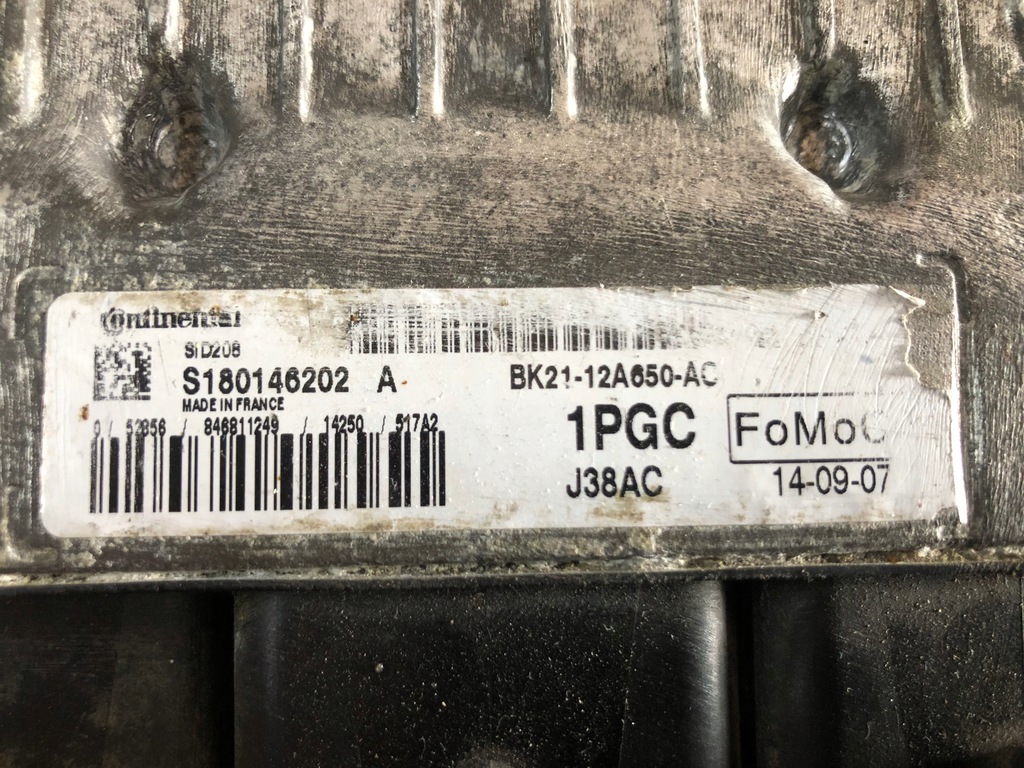 Continental
SID208
S180146202 A
MADE IN FRANCE
0 / 52856 / 846811249 / 14250 / 517A2
BK21-12A650-AC
1PGC
FoMoC
J38AC
14-09-07